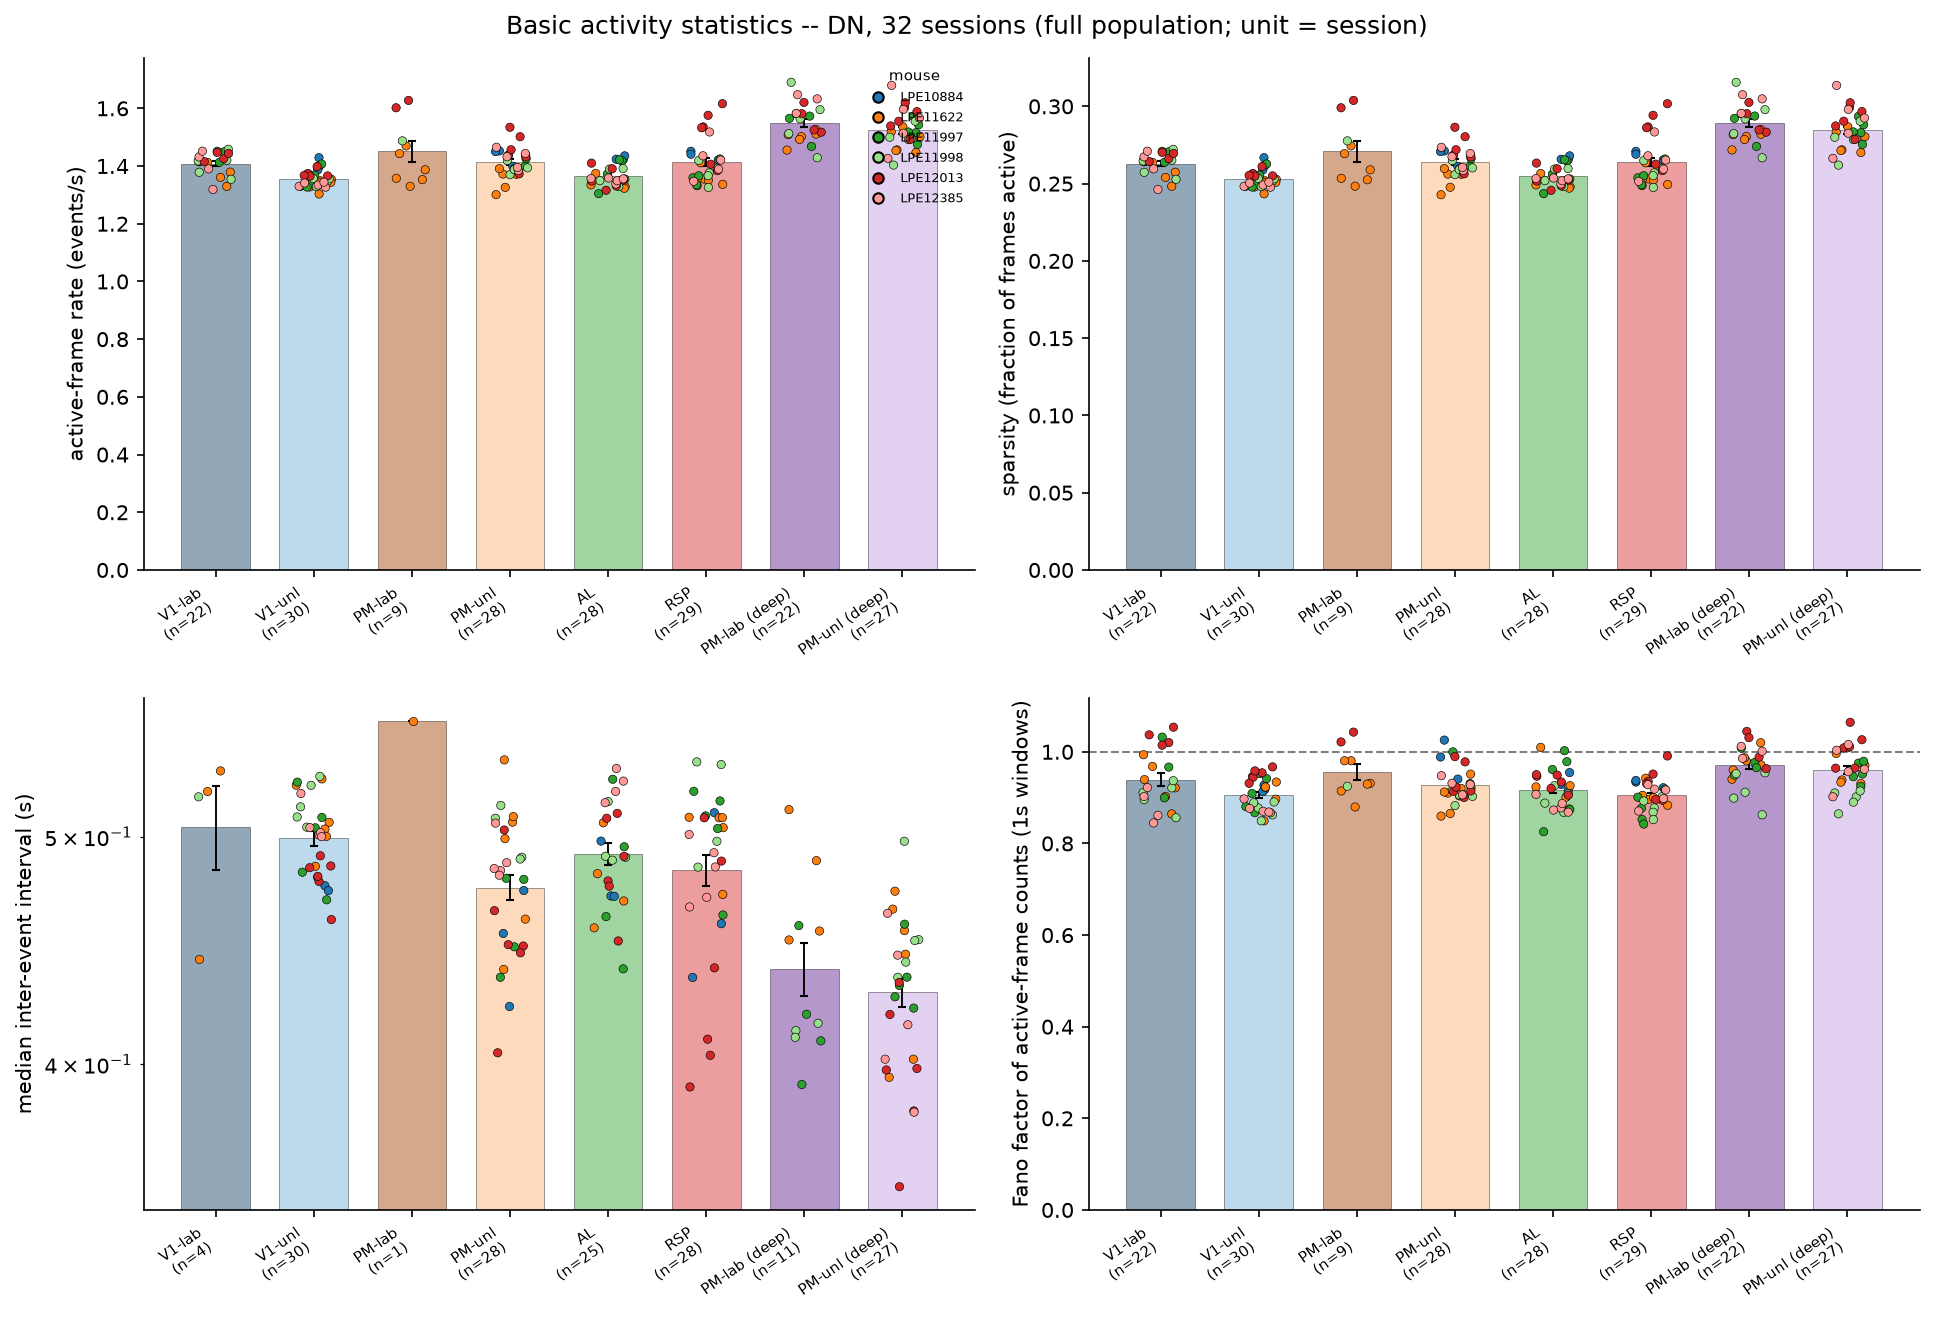 Basic activity statistics -- DN, 32 sessions (full population; unit = session)
active-frame rate (events/s)
1.6
1.4
1.2
1.0
0.8
0.6
0.4
0.2
0.0
mouse
LPE10884
LPE11622
LPE11997
LPE11998
LPE12013
LPE12385
V1-lab
(n=22)
V1-unl
(n=30)
PM-lab
(n=9)
PM-unl
(n=28)
AL
(n=28)
RSP
(n=29)
PM-lab (deep)
(n=22)
PM-unl (deep)
(n=27)
sparsity (fraction of frames active)
0.30
0.25
0.20
0.15
0.10
0.05
0.00
V1-lab
(n=22)
V1-unl
(n=30)
PM-lab
(n=9)
PM-unl
(n=28)
AL
(n=28)
RSP
(n=29)
PM-lab (deep)
(n=22)
PM-unl (deep)
(n=27)
median inter-event interval (s)
5 × 10⁻¹
4 × 10⁻¹
V1-lab
(n=4)
V1-unl
(n=30)
PM-lab
(n=1)
PM-unl
(n=28)
AL
(n=25)
RSP
(n=28)
PM-lab (deep)
(n=11)
PM-unl (deep)
(n=27)
Fano factor of active-frame counts (1s windows)
1.0
0.8
0.6
0.4
0.2
0.0
V1-lab
(n=22)
V1-unl
(n=30)
PM-lab
(n=9)
PM-unl
(n=28)
AL
(n=28)
RSP
(n=29)
PM-lab (deep)
(n=22)
PM-unl (deep)
(n=27)